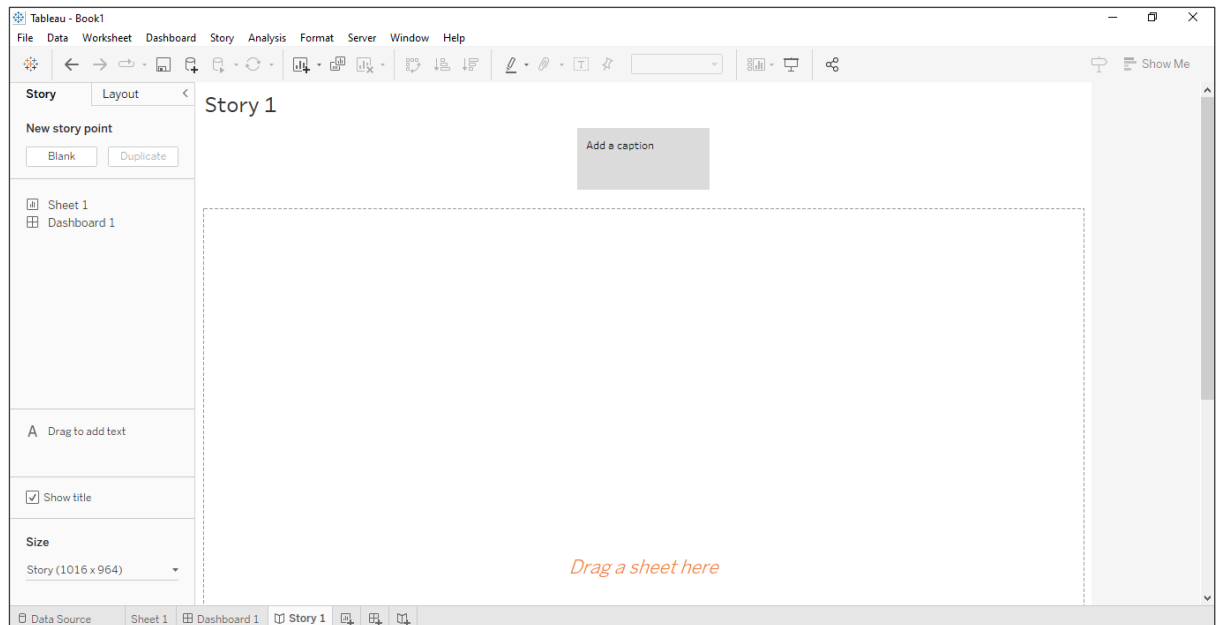 Tableau - Book1
File Data Worksheet Dashboard Story Analysis Format Server Window Help
Show Me
Story Layout
New story point
Blank Duplicate
Sheet 1
Dashboard 1
A Drag to add text
Show title
Size
Story (1016 x 964)
Story 1
Add a caption
Drag a sheet here
Data Source Sheet 1 Dashboard 1 Story 1